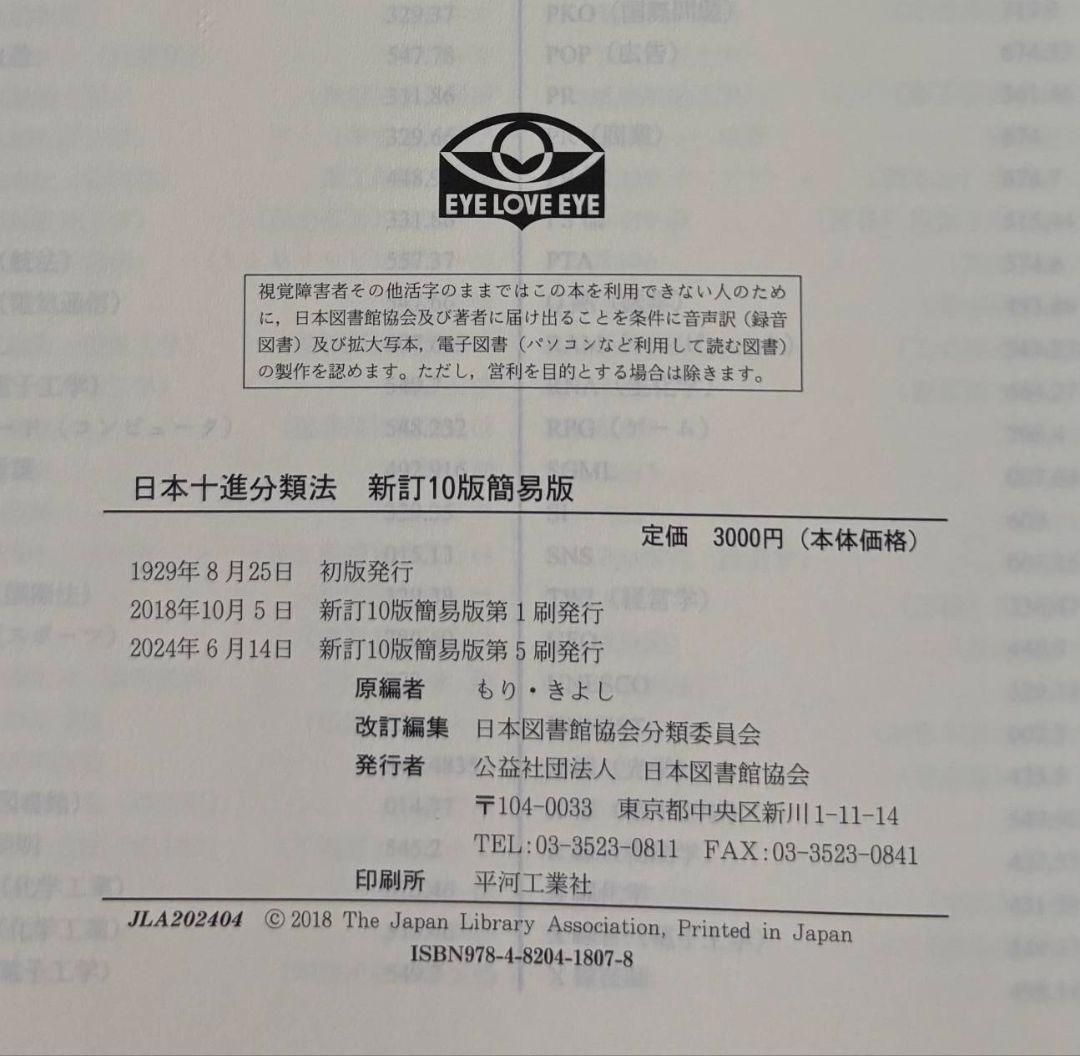 EYE LOVE EYE
視覚障害者その他活字のままではこの本を利用できない人のため
に，日本図書館協会及び著者に届け出ることを条件に音声訳（録音
図書）及び拡大写本，電子図書（パソコンなど利用して読む図書）
の製作を認めます。ただし，営利を目的とする場合は除きます。
日本十進分類法　新訂10版簡易版
定価　3000円（本体価格）
1929年8月25日　初版発行
2018年10月5日　新訂10版簡易版第1刷発行
2024年6月14日　新訂10版簡易版第5刷発行
原編者　もり・きよし
改訂編集　日本図書館協会分類委員会
発行者　公益社団法人　日本図書館協会
〒104-0033　東京都中央区新川1-11-14
TEL:03-3523-0811　FAX:03-3523-0841
印刷所　平河工業社
JLA202404　©2018 The Japan Library Association, Printed in Japan
ISBN978-4-8204-1807-8